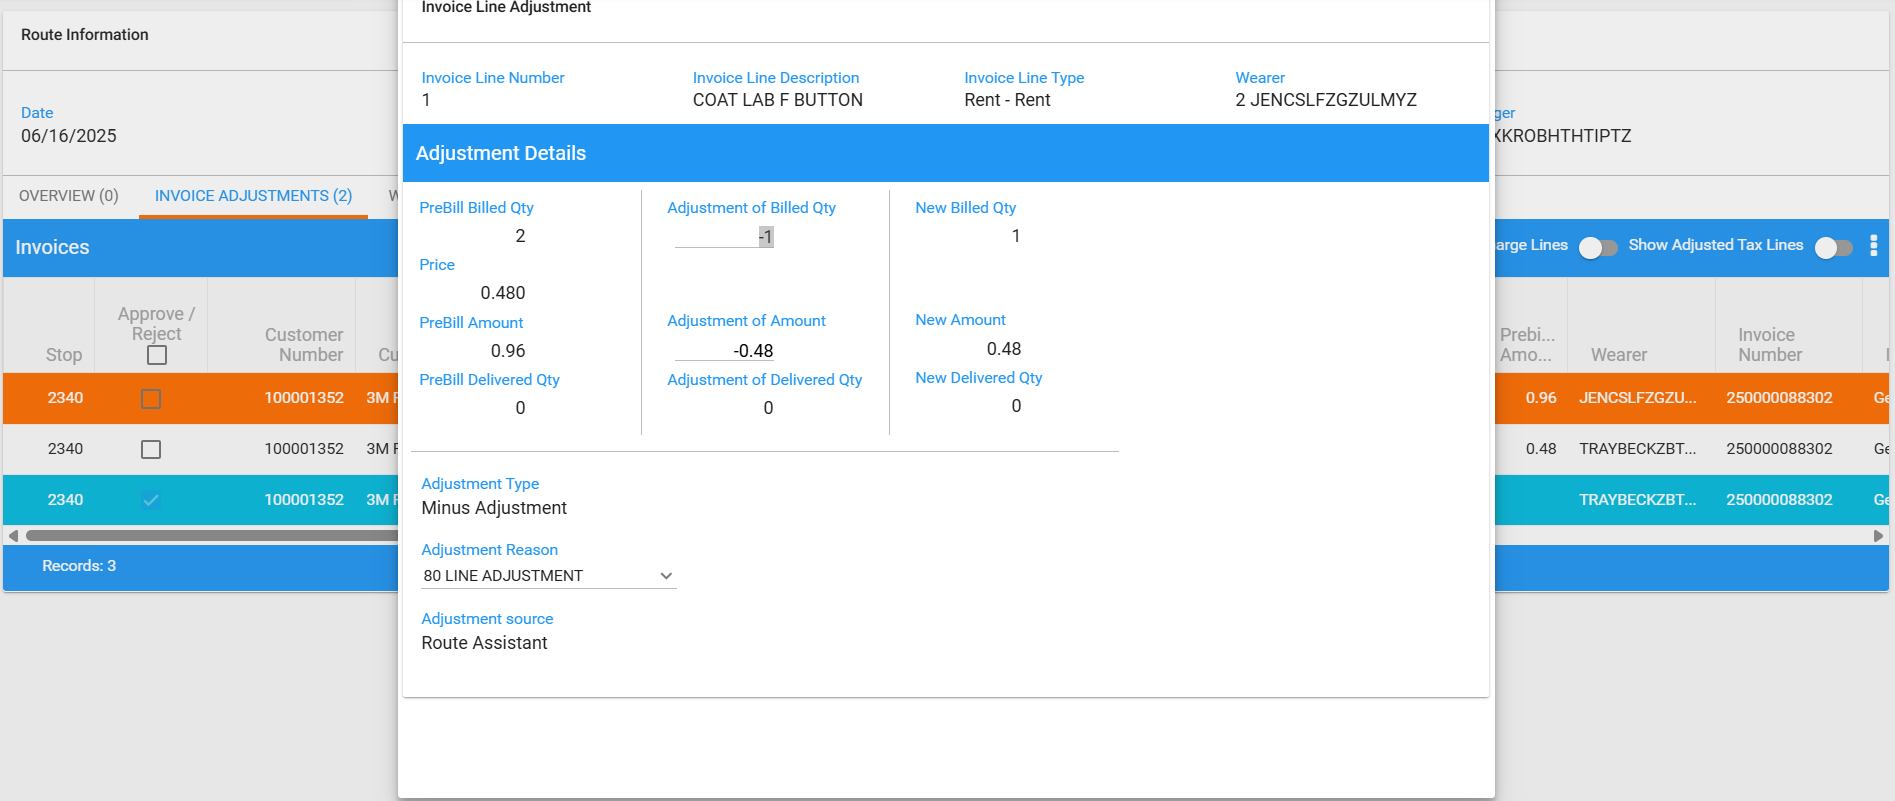 Route Information
Date
06/16/2025
OVERVIEW (0) INVOICE ADJUSTMENTS (2)
Invoices
Stop Approve / Reject Customer Number
2340 100001352 3M
2340 100001352 3M
2340 100001352 3M
Records: 3
Invoice Line Adjustment
Invoice Line Number Invoice Line Description Invoice Line Type Wearer
1 COAT LAB F BUTTON Rent - Rent 2 JENCSLFZGZULMYZ
Adjustment Details
PreBill Billed Qty Adjustment of Billed Qty New Billed Qty
2 -1 1
Price
0.480
PreBill Amount Adjustment of Amount New Amount
0.96 -0.48 0.48
PreBill Delivered Qty Adjustment of Delivered Qty New Delivered Qty
0 0 0
Adjustment Type
Minus Adjustment
Adjustment Reason
80 LINE ADJUSTMENT
Adjustment source
Route Assistant
ger
XKROBHTHTIPTZ
arge Lines Show Adjusted Tax Lines
Prebi... Amo... Wearer Invoice Number
0.96 JENCSLFZGZU... 250000088302 Ge
0.48 TRAYBECKZBT... 250000088302 Ge
TRAYBECKZBT... 250000088302 Ge